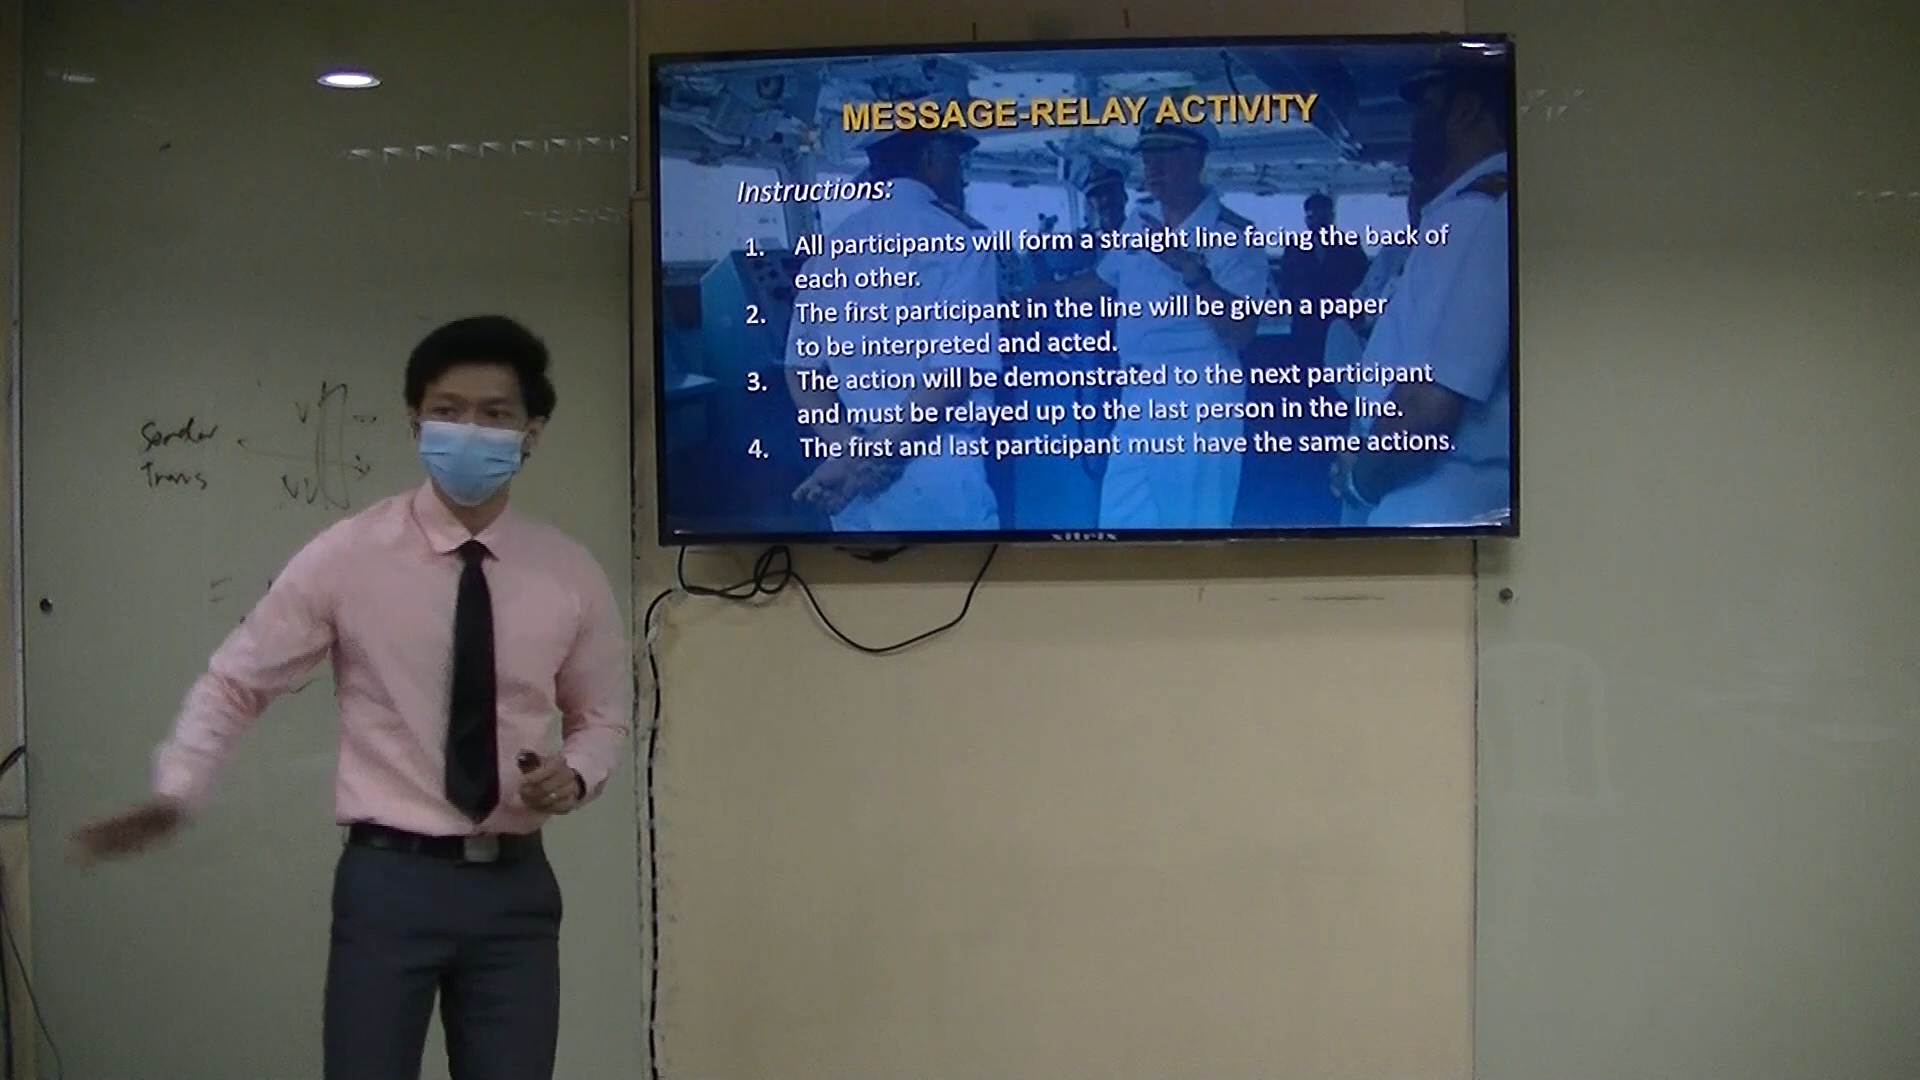 MESSAGE-RELAY ACTIVITY
Instructions:
1. All participants will form a straight line facing the back of
each other.
2. The first participant in the line will be given a paper
to be interpreted and acted.
3. The action will be demonstrated to the next participant
and must be relayed up to the last person in the line.
4. The first and last participant must have the same actions.
Sender
Trans